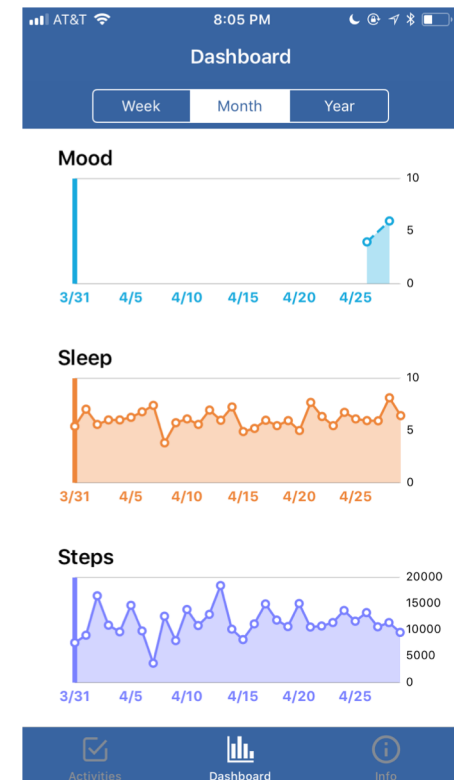 AT&T 8:05 PM
Dashboard
Week Month Year
Mood
10
5
0
3/31 4/5 4/10 4/15 4/20 4/25
Sleep
10
5
0
3/31 4/5 4/10 4/15 4/20 4/25
Steps
20000
15000
10000
5000
0
3/31 4/5 4/10 4/15 4/20 4/25
Activities Dashboard Info